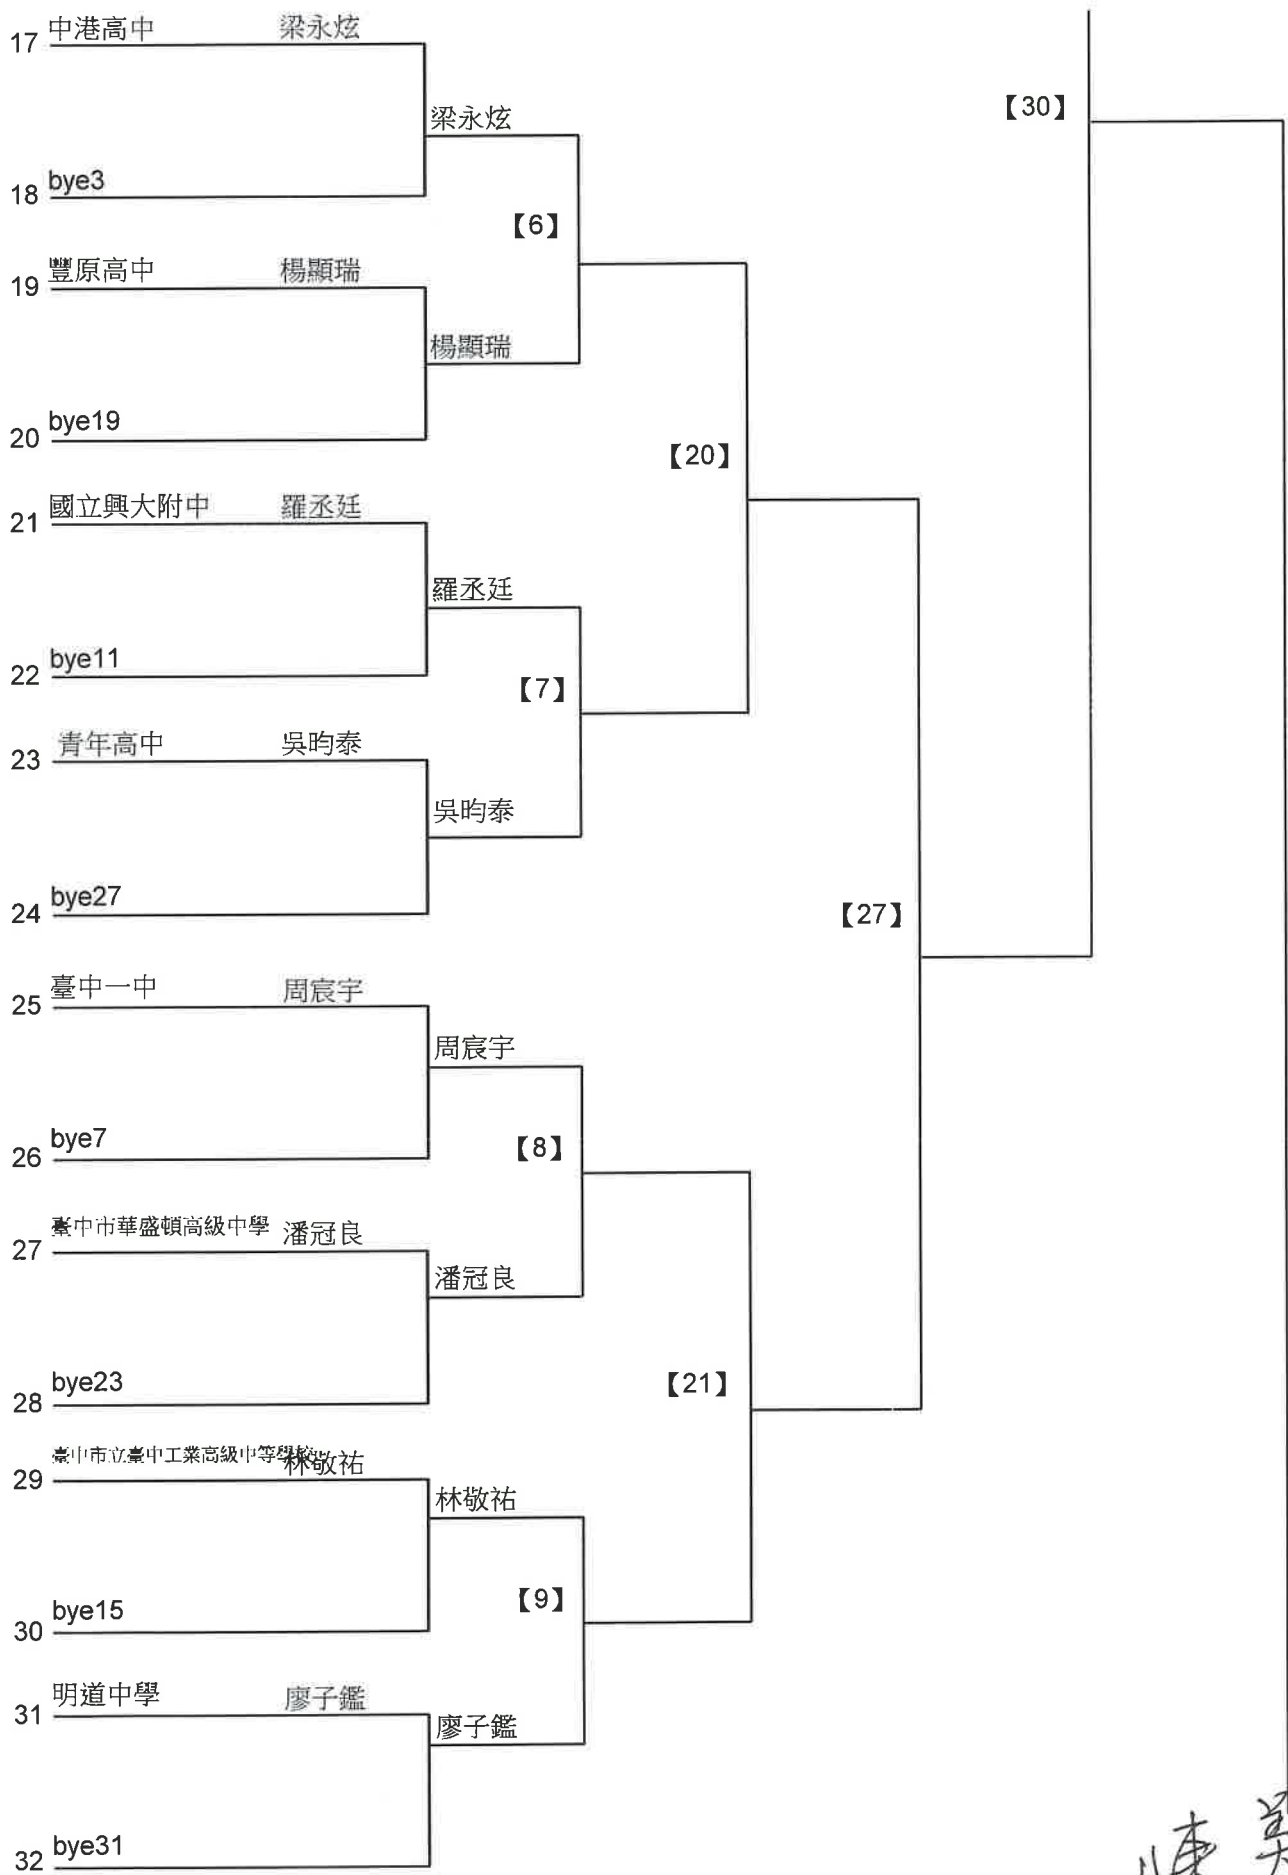 17 中港高中 梁永炫
梁永炫
【30】
18 bye3
【6】
19 豐原高中 楊顯瑞
楊顯瑞
20 bye19
【20】
21 國立興大附中 羅丞廷
羅丞廷
22 bye11
【7】
23 青年高中 吳昀泰
吳昀泰
24 bye27
【27】
25 臺中一中 周宸宇
周宸宇
26 bye7
【8】
27 臺中市華盛頓高級中學 潘冠良
潘冠良
28 bye23
【21】
29 臺中市立臺中工業高級中等學校 林敬祐
林敬祐
30 bye15
【9】
31 明道中學 廖子鑑
廖子鑑
32 bye31